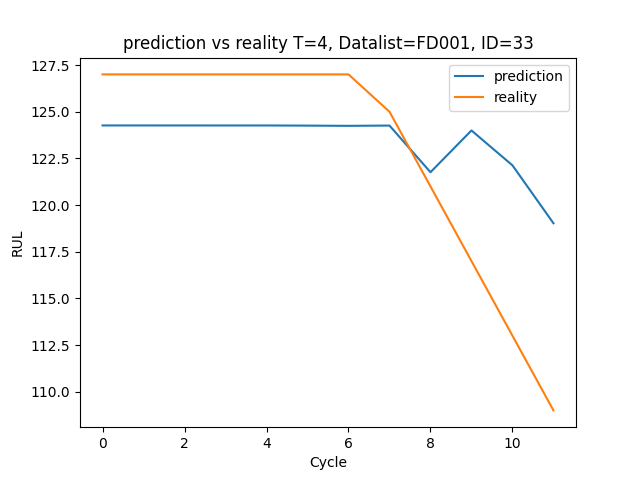 prediction vs reality T=4, Datalist=FD001, ID=33
127.5
125.0
122.5
120.0
117.5
115.0
112.5
110.0
RUL
prediction
reality
0 2 4 6 8 10
Cycle